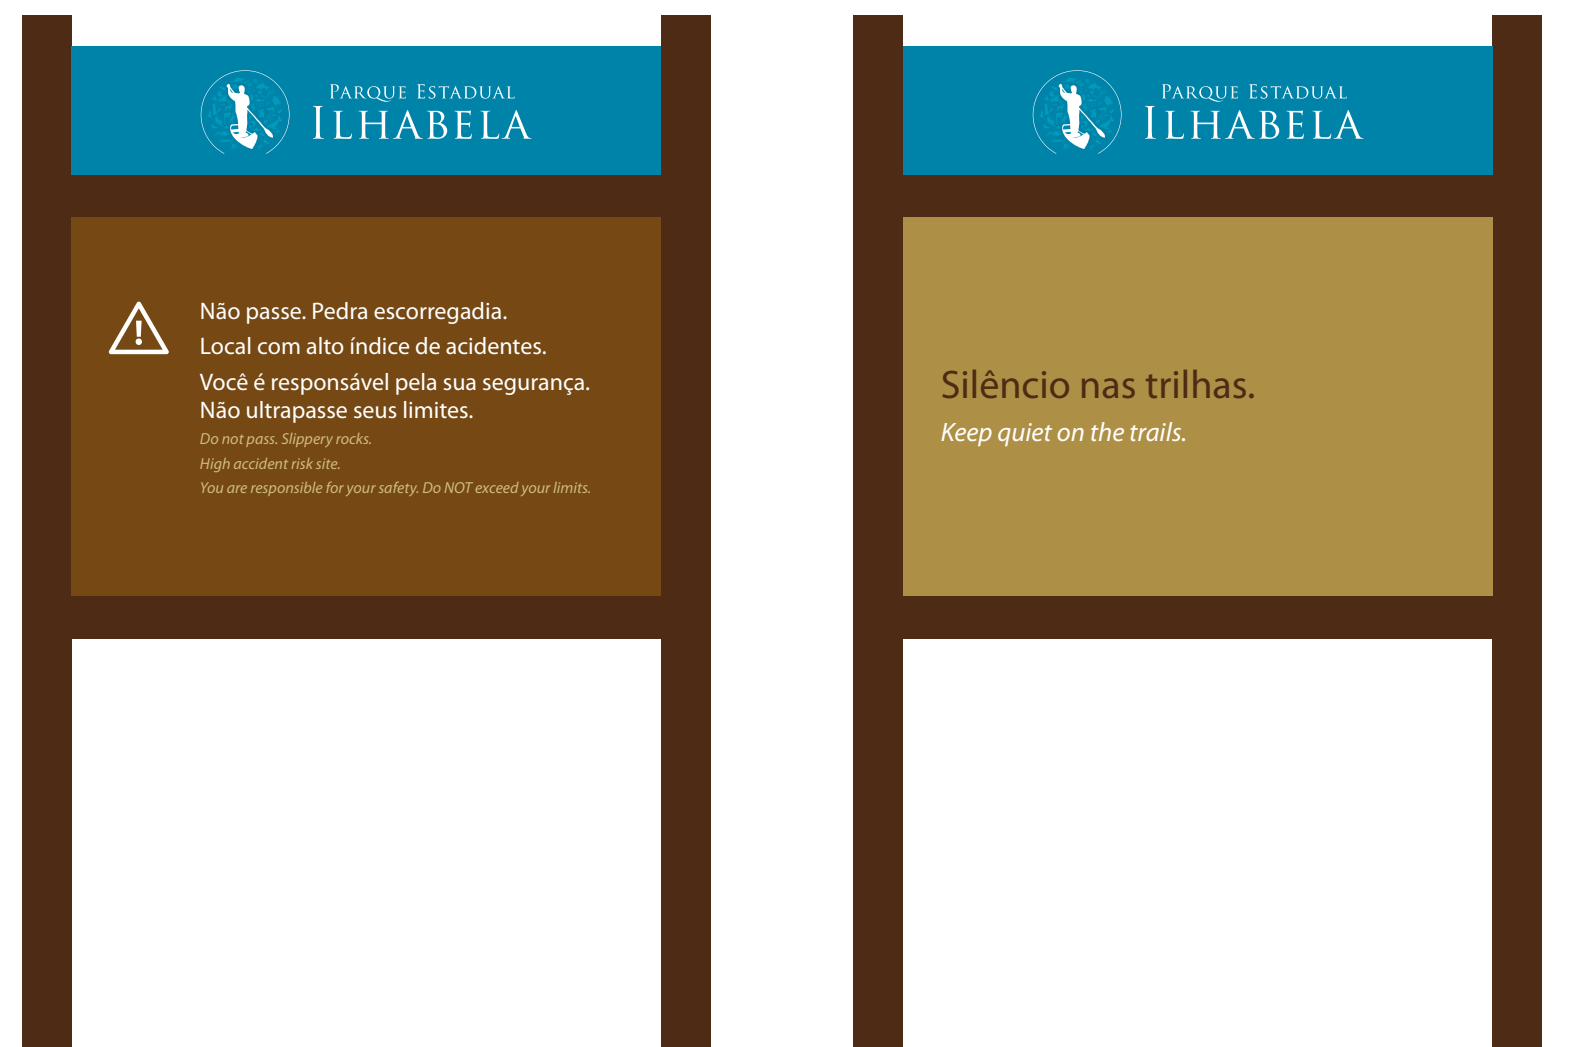 PARQUE ESTADUAL
ILHABELA
Não passe. Pedra escorregadia.
Local com alto índice de acidentes.
Você é responsável pela sua segurança.
Não ultrapasse seus limites.
Do not pass. Slippery rocks.
High accident risk site.
You are responsible for your safety. Do NOT exceed your limits.
PARQUE ESTADUAL
ILHABELA
Silêncio nas trilhas.
Keep quiet on the trails.